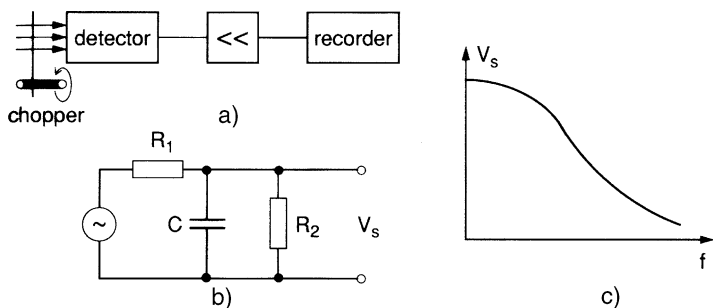 detector
<<
recorder
chopper
a)
R1
C
R2
Vs
~
b)
Vs
f
c)